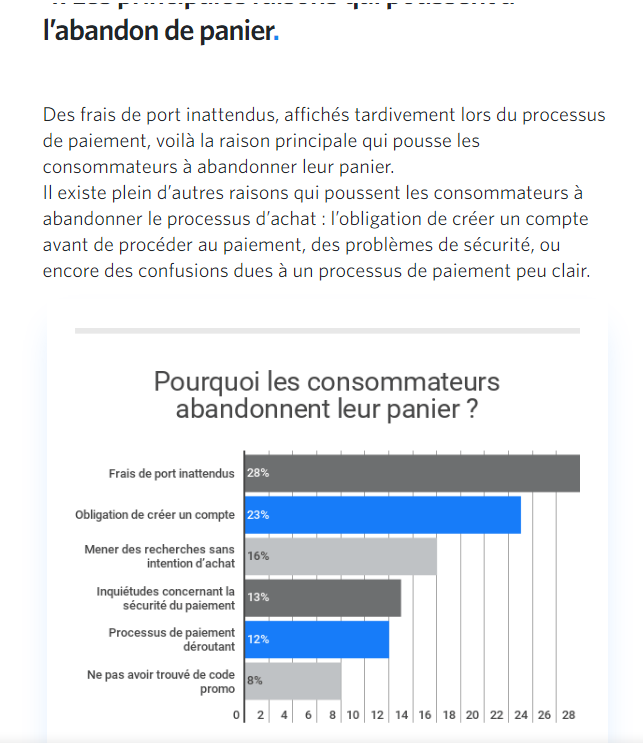 l'abandon de panier.
Des frais de port inattendus, affichés tardivement lors du processus
de paiement, voilà la raison principale qui pousse les
consommateurs à abandonner leur panier.
Il existe plein d'autres raisons qui poussent les consommateurs à
abandonner le processus d'achat : l'obligation de créer un compte
avant de procéder au paiement, des problèmes de sécurité, ou
encore des confusions dues à un processus de paiement peu clair.
Pourquoi les consommateurs
abandonnent leur panier ?
Frais de port inattendus 28%
Obligation de créer un compte 23%
Mener des recherches sans
intention d'achat 16%
Inquiétudes concernant la
sécurité du paiement 13%
Processus de paiement
déroutant 12%
Ne pas avoir trouvé de code
promo 8%
0 2 4 6 8 10 12 14 16 18 20 22 24 26 28